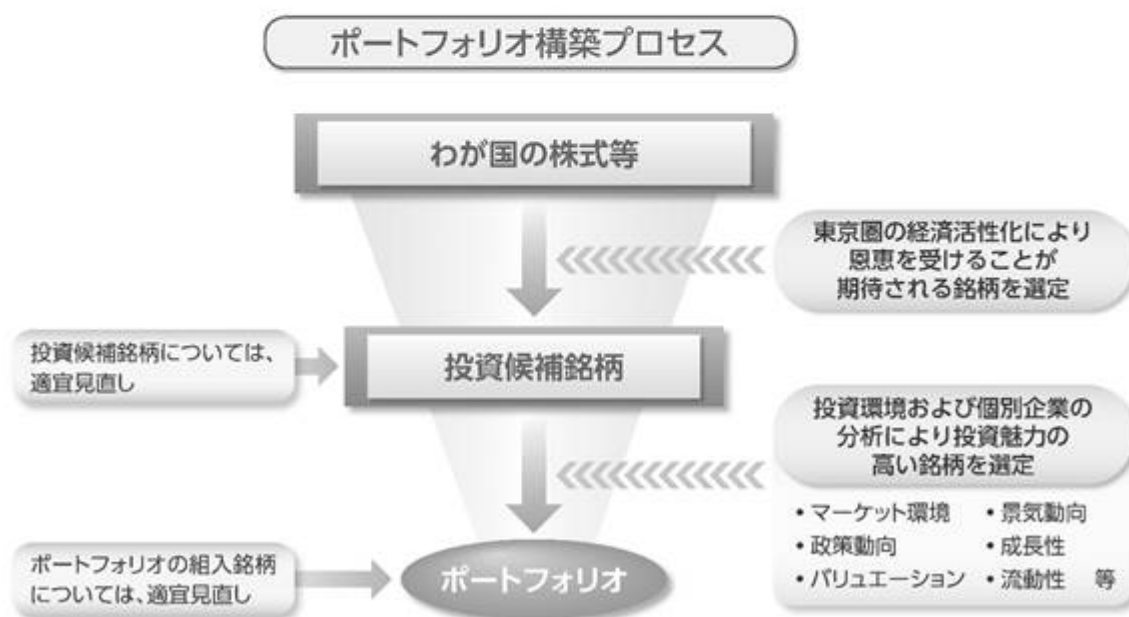 ポートフォリオ構築プロセス
わが国の株式等
東京圏の経済活性化により
恩恵を受けることが
期待される銘柄を選定
投資候補銘柄については、
適宜見直し
投資候補銘柄
投資環境および個別企業の
分析により投資魅力の
高い銘柄を選定
• マーケット環境 • 景気動向
• 政策動向 • 成長性
• バリュエーション • 流動性 等
ポートフォリオの組入銘柄
については、適宜見直し
ポートフォリオ